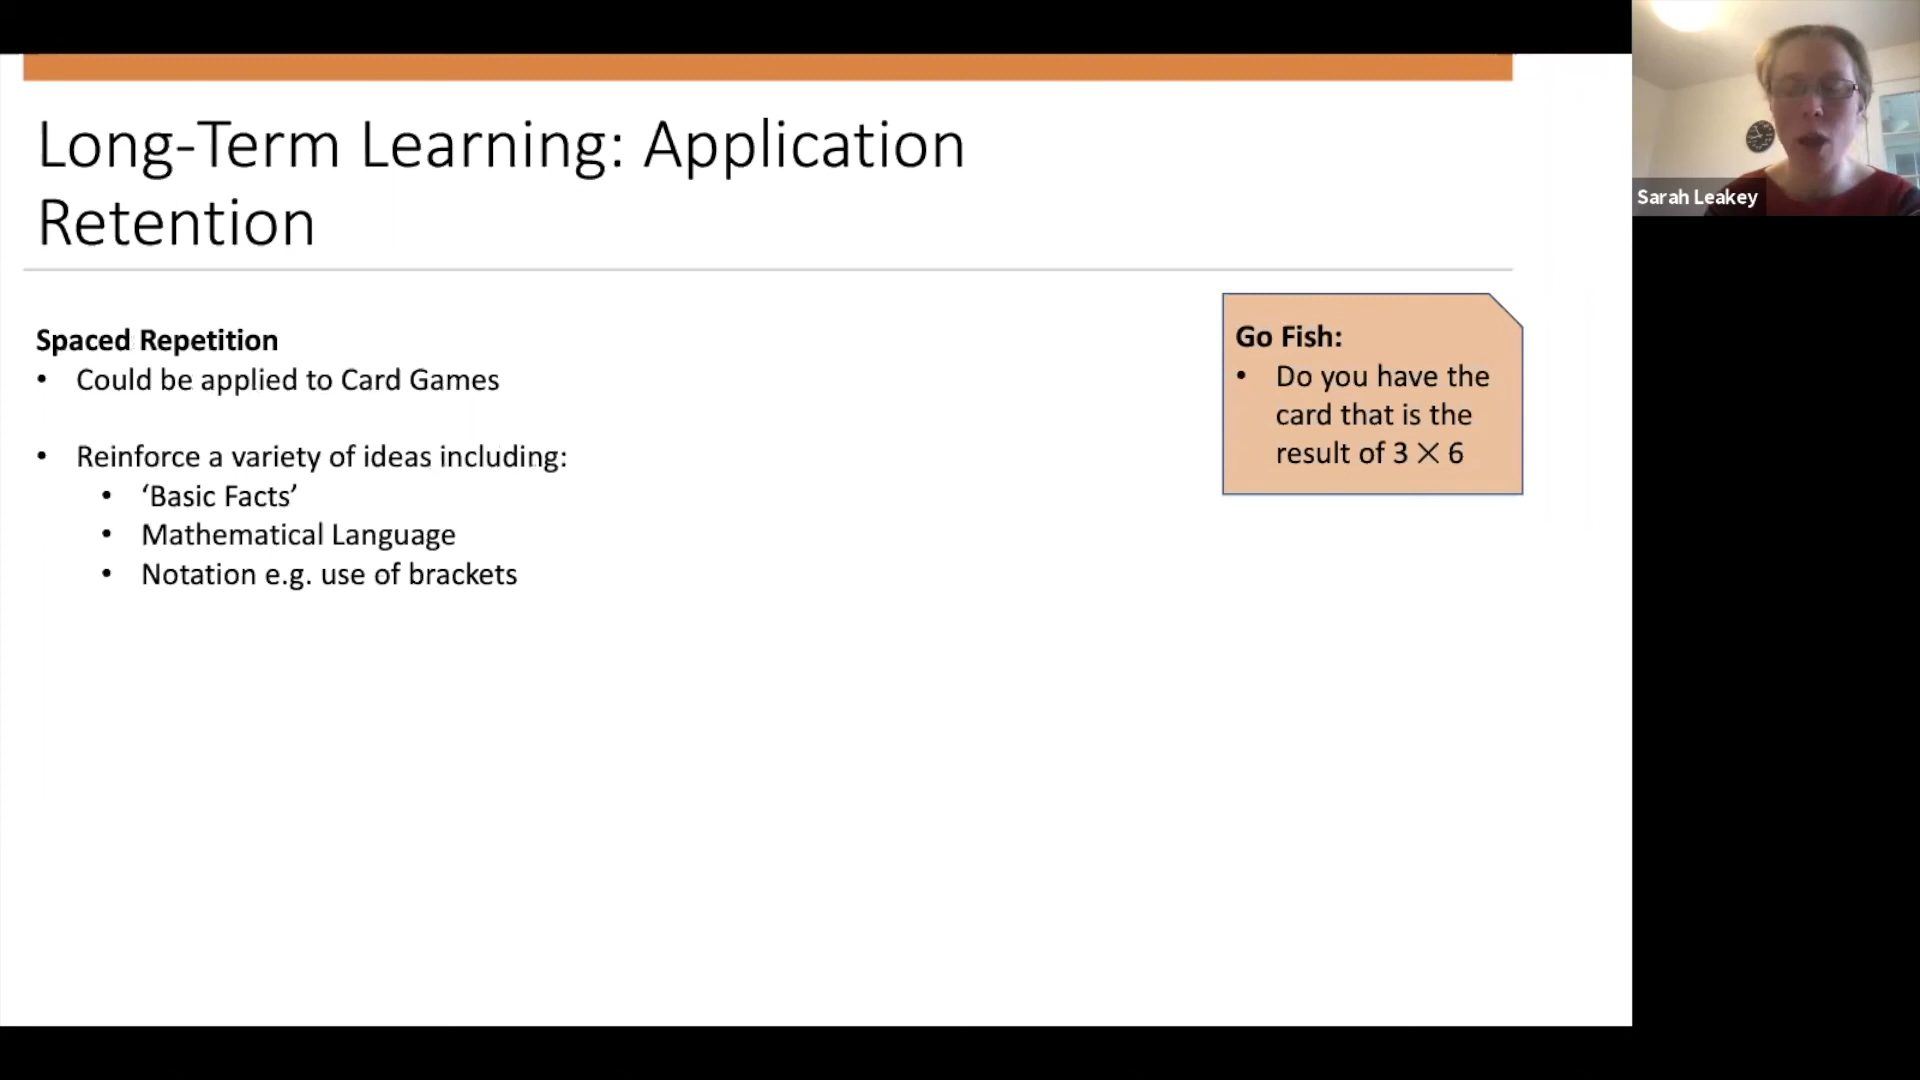 Long-Term Learning: Application
Retention
Spaced Repetition
• Could be applied to Card Games
• Reinforce a variety of ideas including:
• ‘Basic Facts’
• Mathematical Language
• Notation e.g. use of brackets
Go Fish:
• Do you have the
card that is the
result of 3 × 6
Sarah Leakey